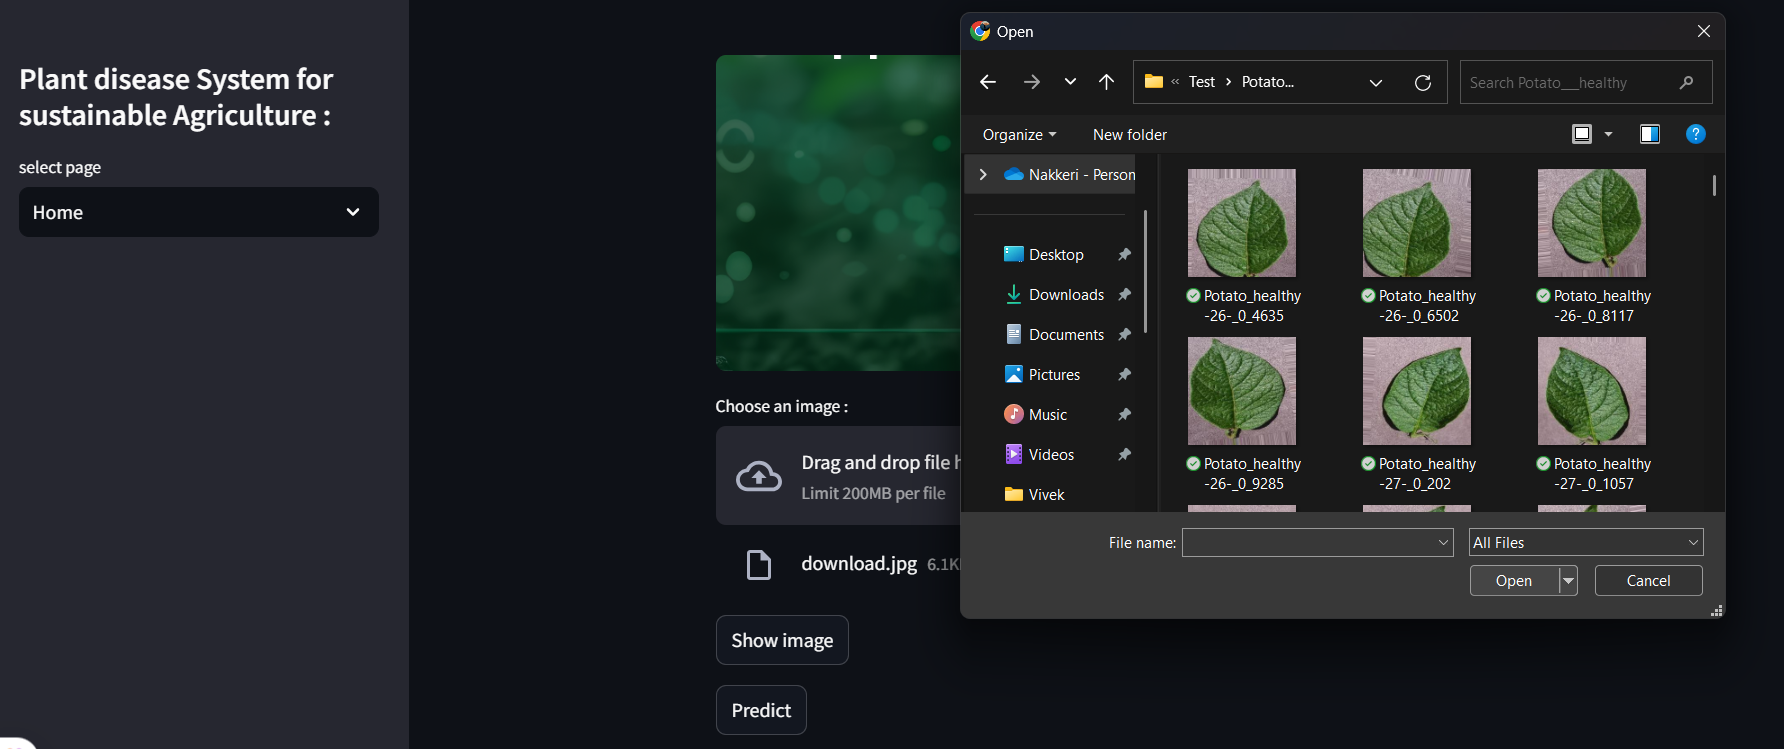 Plant disease System for
sustainable Agriculture :
select page
Home
Choose an image :
Drag and drop file
Limit 200MB per file
download.jpg 6.1K
Show image
Predict
Open
« Test > Potato...
Search Potato___healthy
Organize
New folder
Nakkeri - Person
Desktop
Downloads
Documents
Pictures
Music
Videos
Vivek
Potato_healthy
-26-_0_4635
Potato_healthy
-26-_0_6502
Potato_healthy
-26-_0_8117
Potato_healthy
-26-_0_9285
Potato_healthy
-27-_0_202
Potato_healthy
-27-_0_1057
File name:
All Files
Open
Cancel